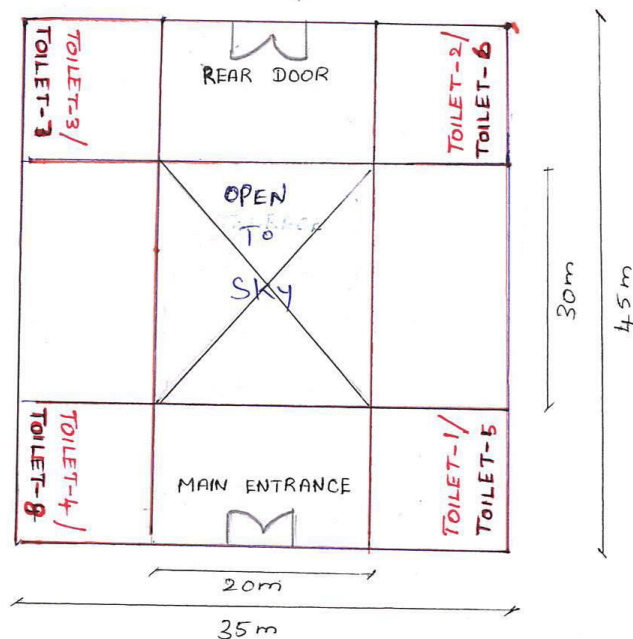 TOILET-3/
TOILET-3
REAR DOOR
TOILET-2/
TOILET-6
OPEN
TO
SKY
30m
45m
TOILET-4/
TOILET-8
MAIN ENTRANCE
TOILET-1/
TOILET-5
20m
35m